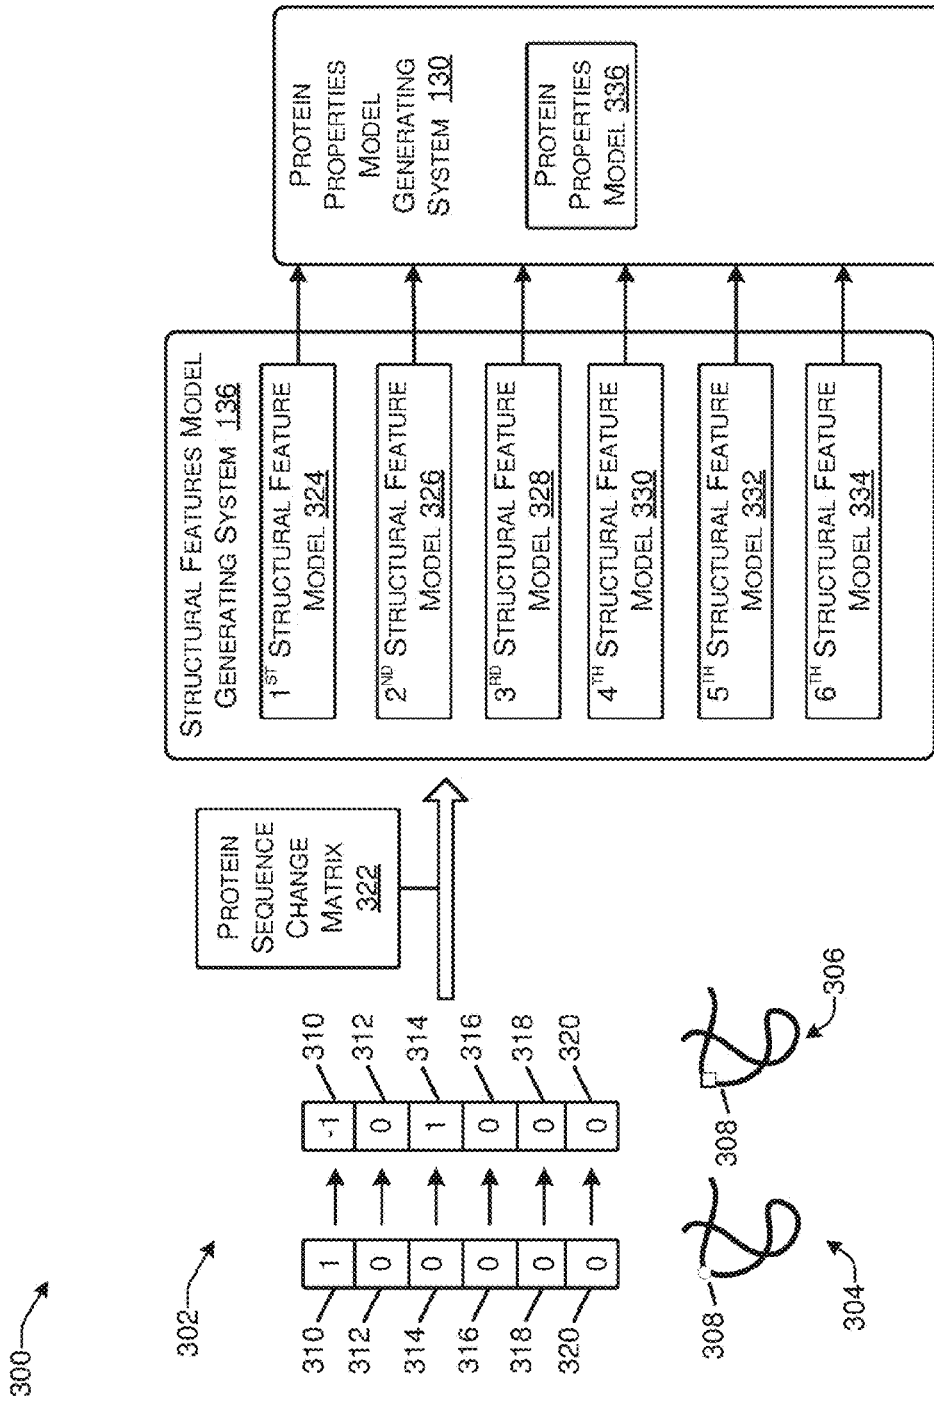 300
302
310
312
314
316
318
320
1
0
0
0
0
0
-1
0
1
0
0
0
310
312
314
316
318
320
308
304
308
306
PROTEIN
SEQUENCE
CHANGE
MATRIX
322
STRUCTURAL FEATURES MODEL
GENERATING SYSTEM 136
1ST STRUCTURAL FEATURE
MODEL 324
2ND STRUCTURAL FEATURE
MODEL 326
3RD STRUCTURAL FEATURE
MODEL 328
4TH STRUCTURAL FEATURE
MODEL 330
5TH STRUCTURAL FEATURE
MODEL 332
6TH STRUCTURAL FEATURE
MODEL 334
PROTEIN
PROPERTIES
MODEL
GENERATING
SYSTEM 130
PROTEIN
PROPERTIES
MODEL 336